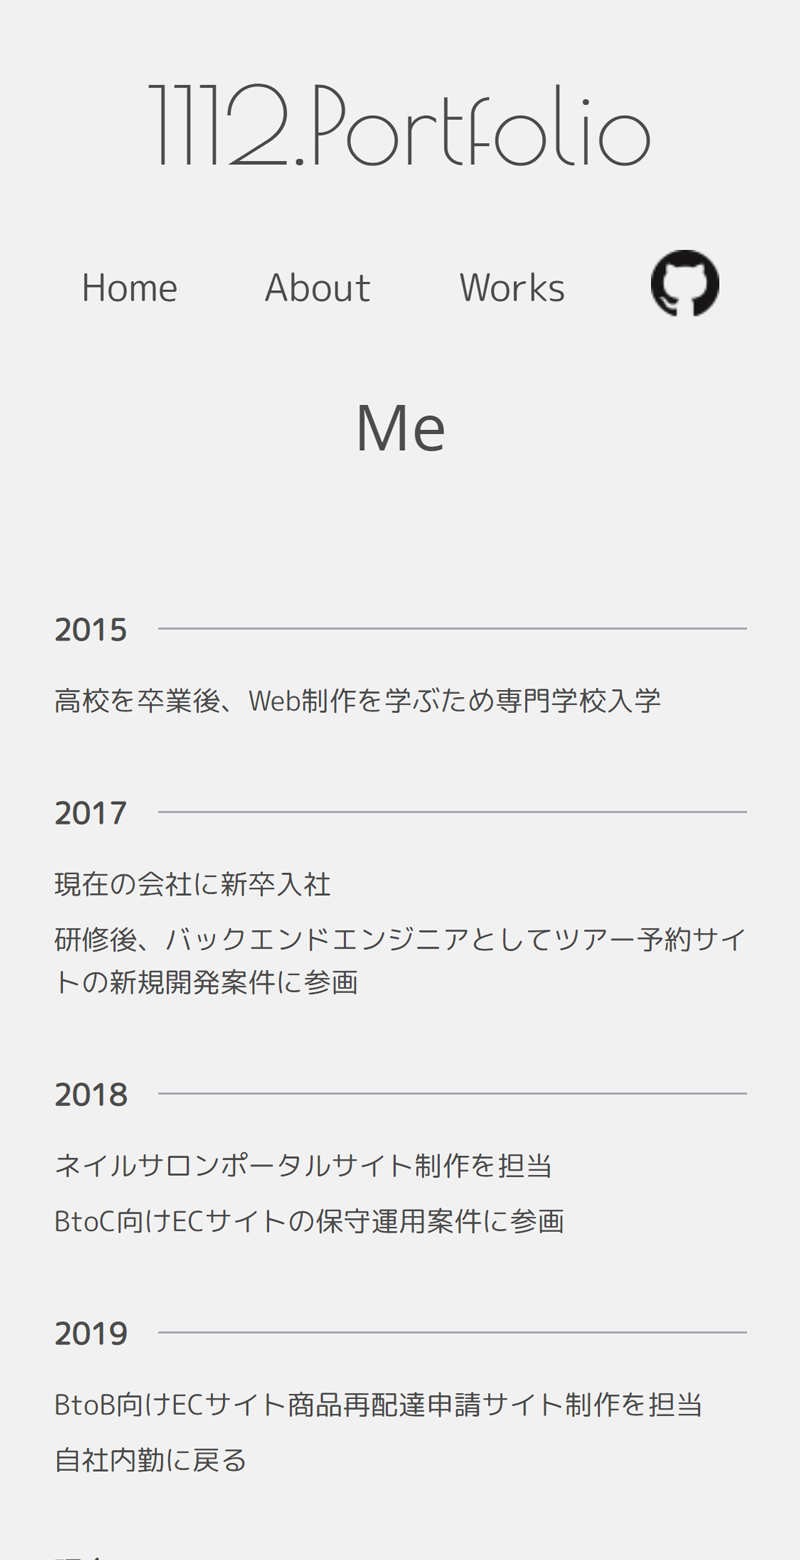 1112.Portfolio
Home About Works
Me
2015
高校を卒業後、Web制作を学ぶため専門学校入学
2017
現在の会社に新卒入社
研修後、バックエンドエンジニアとしてツアー予約サイ
トの新規開発案件に参画
2018
ネイルサロンポータルサイト制作を担当
BtoC向けECサイトの保守運用案件に参画
2019
BtoB向けECサイト商品再配達申請サイト制作を担当
自社内勤に戻る